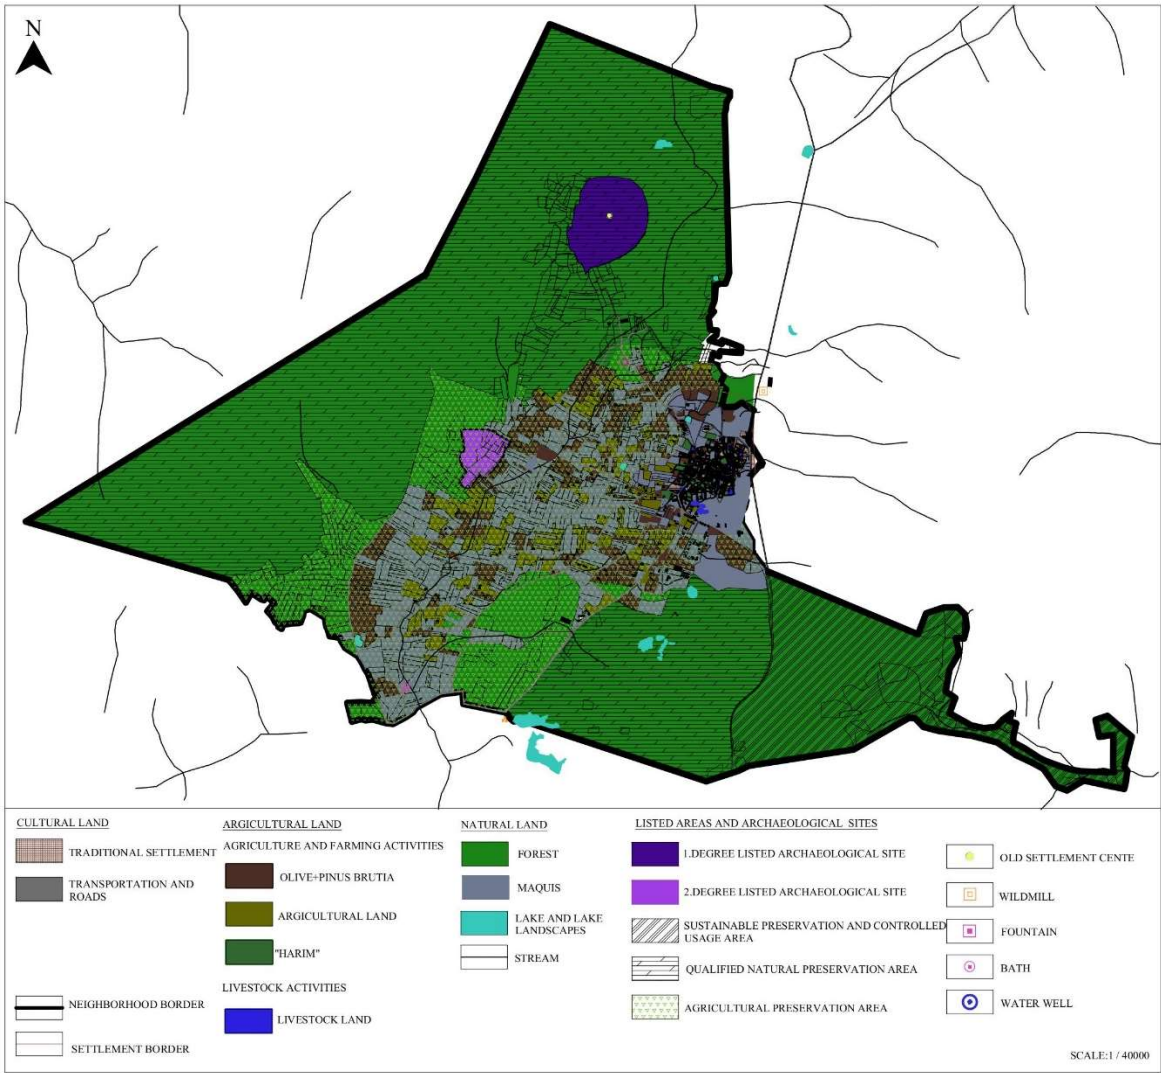 N
CULTURAL LAND
TRADITIONAL SETTLEMENT
TRANSPORTATION AND
ROADS
NEIGHBORHOOD BORDER
SETTLEMENT BORDER
ARGICULTURAL LAND
AGRICULTURE AND FARMING ACTIVITIES
OLIVE+PINUS BRUTIA
ARGICULTURAL LAND
"HARIM"
LIVESTOCK ACTIVITIES
LIVESTOCK LAND
NATURAL LAND
FOREST
MAQUIS
LAKE AND LAKE
LANDSCAPES
STREAM
LISTED AREAS AND ARCHAEOLOGICAL SITES
1.DEGREE LISTED ARCHAEOLOGICAL SITE
2.DEGREE LISTED ARCHAEOLOGICAL SITE
SUSTAINABLE PRESERVATION AND CONTROLLED
USAGE AREA
QUALIFIED NATURAL PRESERVATION AREA
AGRICULTURAL PRESERVATION AREA
OLD SETTLEMENT CENTE
WILDMILL
FOUNTAIN
BATH
WATER WELL
SCALE:1 / 40000